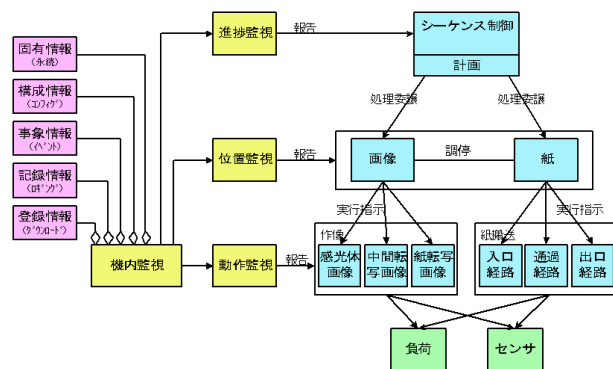 進捗監視
報告
シーケンス制御
計画
固有情報
(永続)
構成情報
(ｺﾝﾌｨｸﾞ)
事象情報
(ｲﾍﾞﾝﾄ)
記録情報
(ﾛｷﾞﾝｸﾞ)
登録情報
(ﾀﾞｳﾝﾛｰﾄﾞ)
処理委譲
処理委譲
位置監視
報告
画像
調停
紙
実行指示
実行指示
作像
紙搬送
機内監視
動作監視
報告
感光体
画像
中間転
写画像
紙転写
画像
入口
経路
通過
経路
出口
経路
負荷
センサ